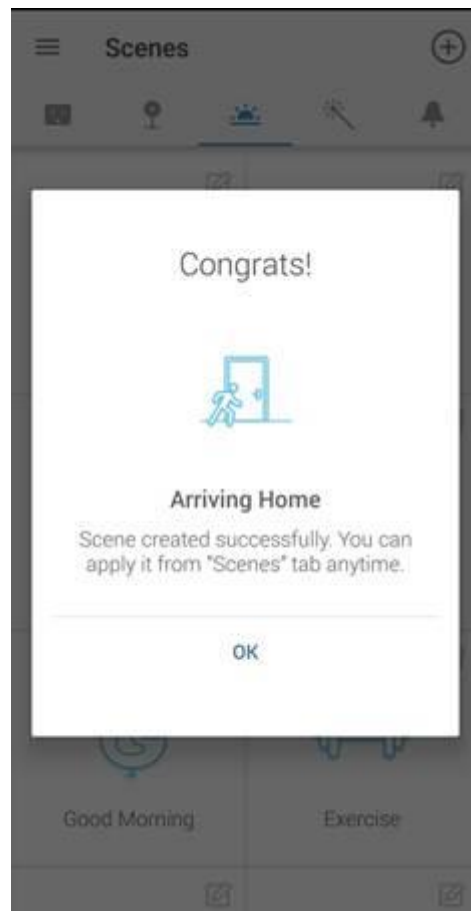 Scenes
Congrats!
Arriving Home
Scene created successfully. You can
apply it from "Scenes" tab anytime.
OK
Good Morning
Exercise